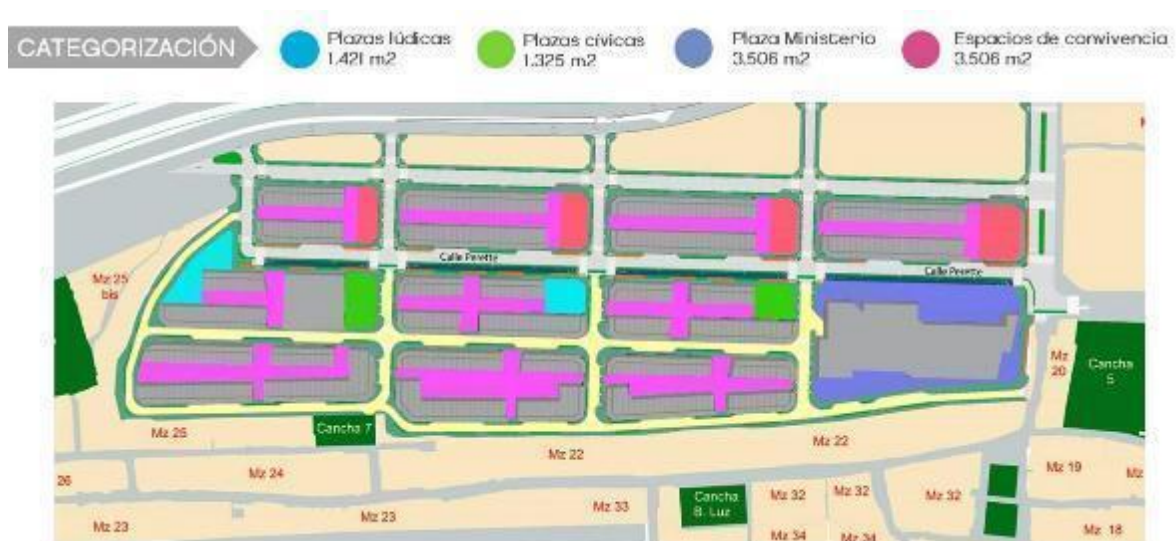 CATEGORIZACIÓN
Plazas lúdicas
1.421 m2
Plazas cívicas
1.325 m2
Plaza Ministerio
3.506 m2
Espacios de convivencia
3.506 m2
Calle Perette
Calle Perette
Mz 25
bis
Mz
20
Cancha
5
Cancha 7
Mz 25
Mz 22
Mz 22
26
Mz 24
Mz 19
Mz
Mz 23
Mz 23
Mz 33
Cancha
B. Luz
Mz 32
Mz 32
Mz 32
Mz 34
Mz 34
Mz 18